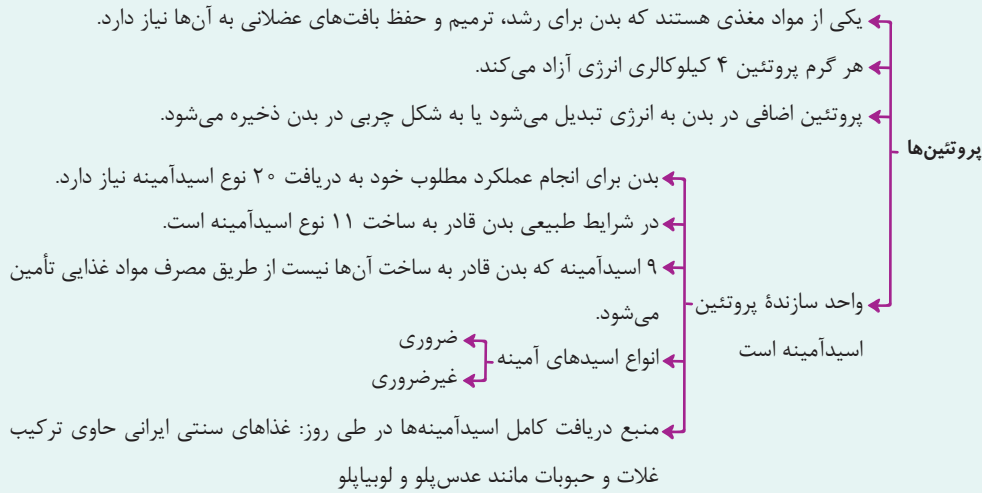 یکی از مواد مغذی هستند که بدن برای رشد، ترمیم و حفظ بافت‌های عضلانی به آن‌ها نیاز دارد.
هر گرم پروتئین ۴ کیلوکالری انرژی آزاد می‌کند.
پروتئین اضافی در بدن به انرژی تبدیل می‌شود یا به شکل چربی در بدن ذخیره می‌شود.
پروتئین‌ها
بدن برای انجام عملکرد مطلوب خود به دریافت ۲۰ نوع اسیدآمینه نیاز دارد.
در شرایط طبیعی بدن قادر به ساخت ۱۱ نوع اسیدآمینه است.
۹ اسیدآمینه که بدن قادر به ساخت آن‌ها نیست از طریق مصرف مواد غذایی تأمین
می‌شود.
واحد سازندۀ پروتئین
اسیدآمینه است
انواع اسیدهای آمینه
ضروری
غیرضروری
منبع دریافت کامل اسیدآمینه‌ها در طی روز: غذاهای سنتی ایرانی حاوی ترکیب
غلات و حبوبات مانند عدس‌پلو و لوبیاپلو